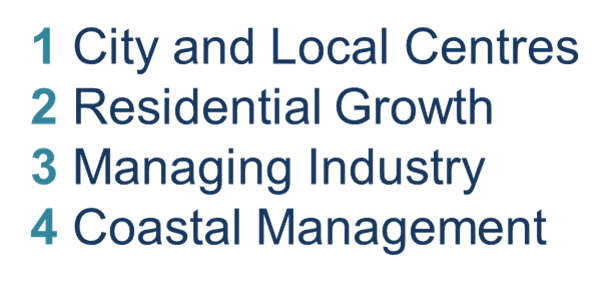 1 City and Local Centres
2 Residential Growth
3 Managing Industry
4 Coastal Management